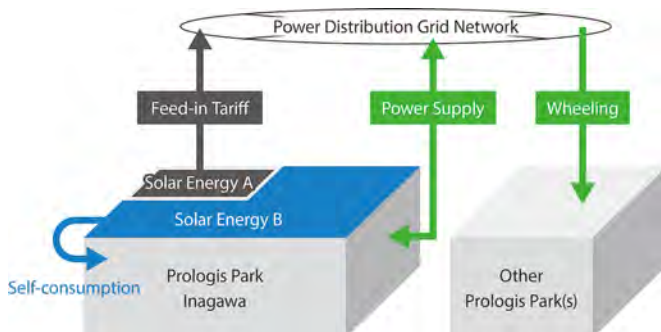 Power Distribution Grid Network
Feed-in Tariff
Power Supply
Wheeling
Solar Energy A
Solar Energy B
Self-consumption
Prologis Park
Inagawa
Other
Prologis Park(s)